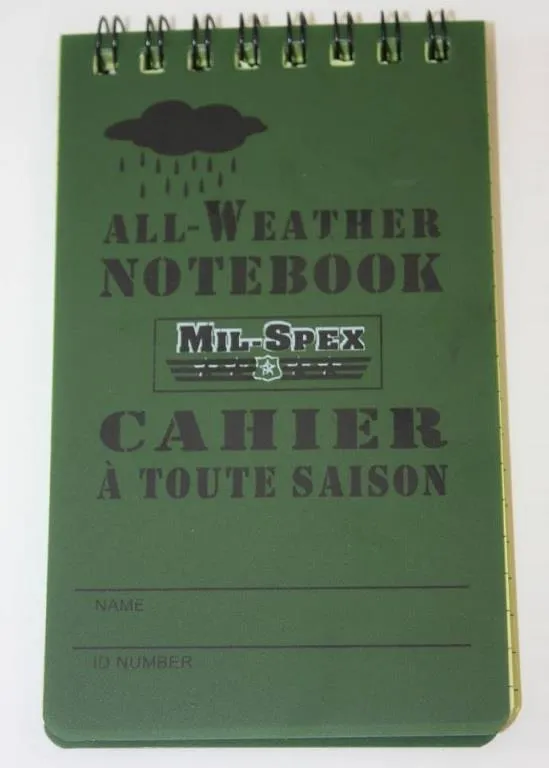 ALL-WEATHER
NOTEBOOK
MIL-SPEX
CAHIER
À TOUTE SAISON
NAME
ID NUMBER